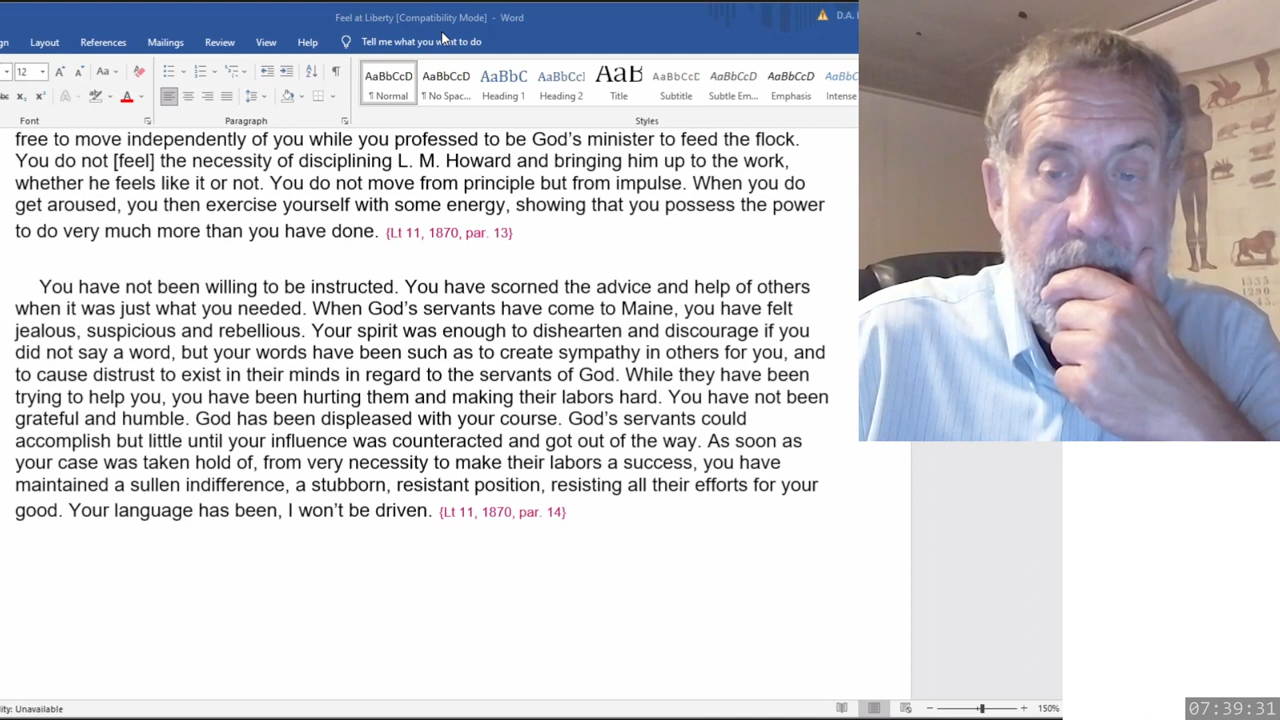 Feel at Liberty [Compatibility Mode] - Word
D.A.
gn Layout References Mailings Review View Help Tell me what you want to do
12 Aa
AaBbCcD AaBbCcD AaBbC AaBbCcI AaB AaBbCcD AaBbCcD AaBbCcD AaBbC
¶ Normal ¶ No Spac... Heading 1 Heading 2 Title Subtitle Subtle Em... Emphasis Intense
Font Paragraph Styles
free to move independently of you while you professed to be God’s minister to feed the flock.
You do not [feel] the necessity of disciplining L. M. Howard and bringing him up to the work,
whether he feels like it or not. You do not move from principle but from impulse. When you do
get aroused, you then exercise yourself with some energy, showing that you possess the power
to do very much more than you have done. {Lt 11, 1870, par. 13}
You have not been willing to be instructed. You have scorned the advice and help of others
when it was just what you needed. When God’s servants have come to Maine, you have felt
jealous, suspicious and rebellious. Your spirit was enough to dishearten and discourage if you
did not say a word, but your words have been such as to create sympathy in others for you, and
to cause distrust to exist in their minds in regard to the servants of God. While they have been
trying to help you, you have been hurting them and making their labors hard. You have not been
grateful and humble. God has been displeased with your course. God’s servants could
accomplish but little until your influence was counteracted and got out of the way. As soon as
your case was taken hold of, from very necessity to make their labors a success, you have
maintained a sullen indifference, a stubborn, resistant position, resisting all their efforts for your
good. Your language has been, I won’t be driven. {Lt 11, 1870, par. 14}
1335
1290
lity: Unavailable
150%
07:39:31